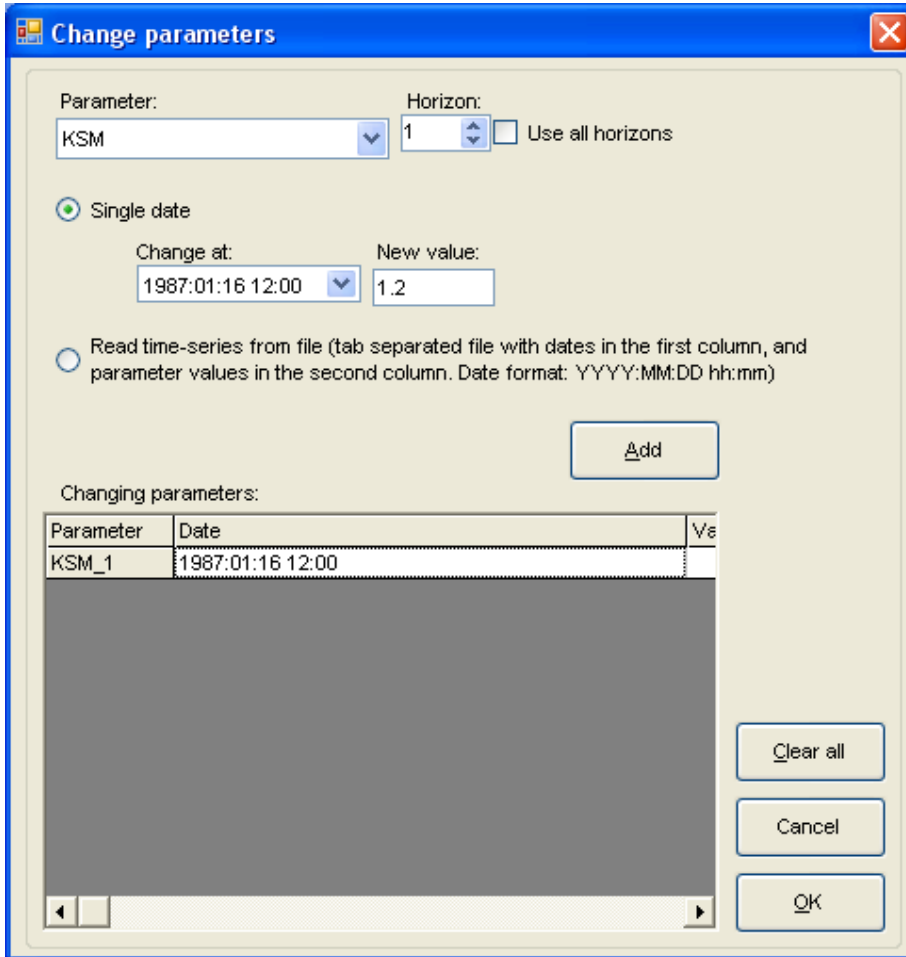 Change parameters
Parameter:
Horizon:
KSM
1
Use all horizons
Single date
Change at:
New value:
1987:01:16 12:00
1.2
Read time-series from file (tab separated file with dates in the first column, and
parameter values in the second column. Date format: YYYY:MM:DD hh:mm)
Add
Changing parameters:
Parameter Date Va
KSM_1 1987:01:16 12:00
Clear all
Cancel
OK